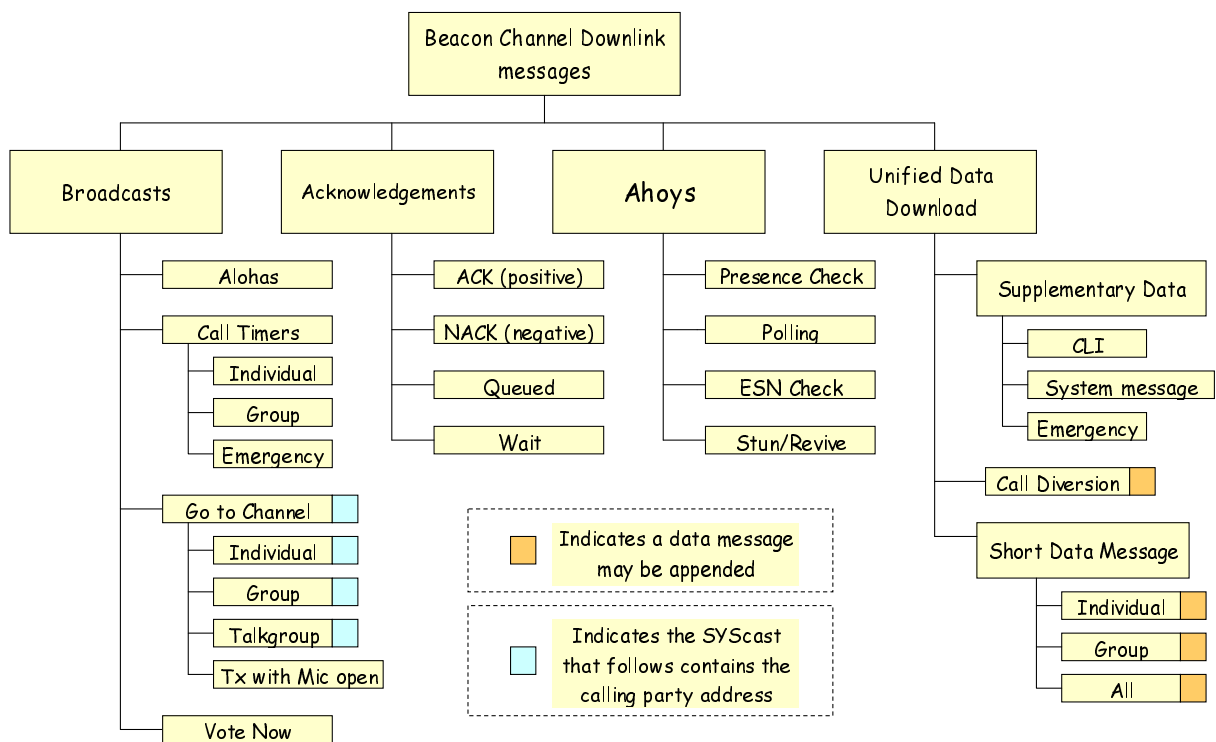 Beacon Channel Downlink
messages
Broadcasts
Acknowledgements
Ahoys
Unified Data
Download
Alohas
Call Timers
Individual
Group
Emergency
Go to Channel
Individual
Group
Talkgroup
Tx with Mic open
Vote Now
ACK (positive)
NACK (negative)
Queued
Wait
Presence Check
Polling
ESN Check
Stun/Revive
Supplementary Data
CLI
System message
Emergency
Call Diversion
Short Data Message
Individual
Group
All
Indicates a data message
may be appended
Indicates the SYScast
that follows contains the
calling party address